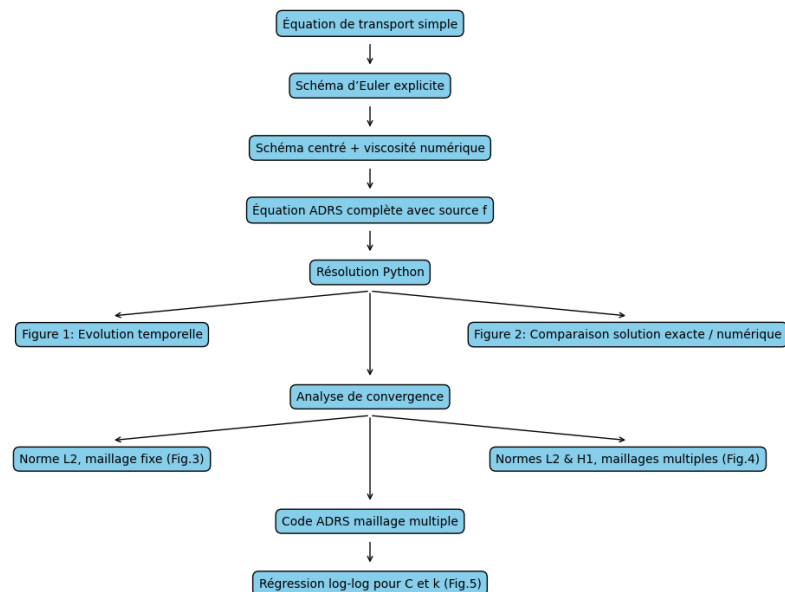 Équation de transport simple
Schéma d’Euler explicite
Schéma centré + viscosité numérique
Équation ADRS complète avec source f
Résolution Python
Figure 1: Evolution temporelle
Figure 2: Comparaison solution exacte / numérique
Analyse de convergence
Norme L2, maillage fixe (Fig.3)
Normes L2 & H1, maillages multiples (Fig.4)
Code ADRS maillage multiple
Régression log-log pour C et k (Fig.5)